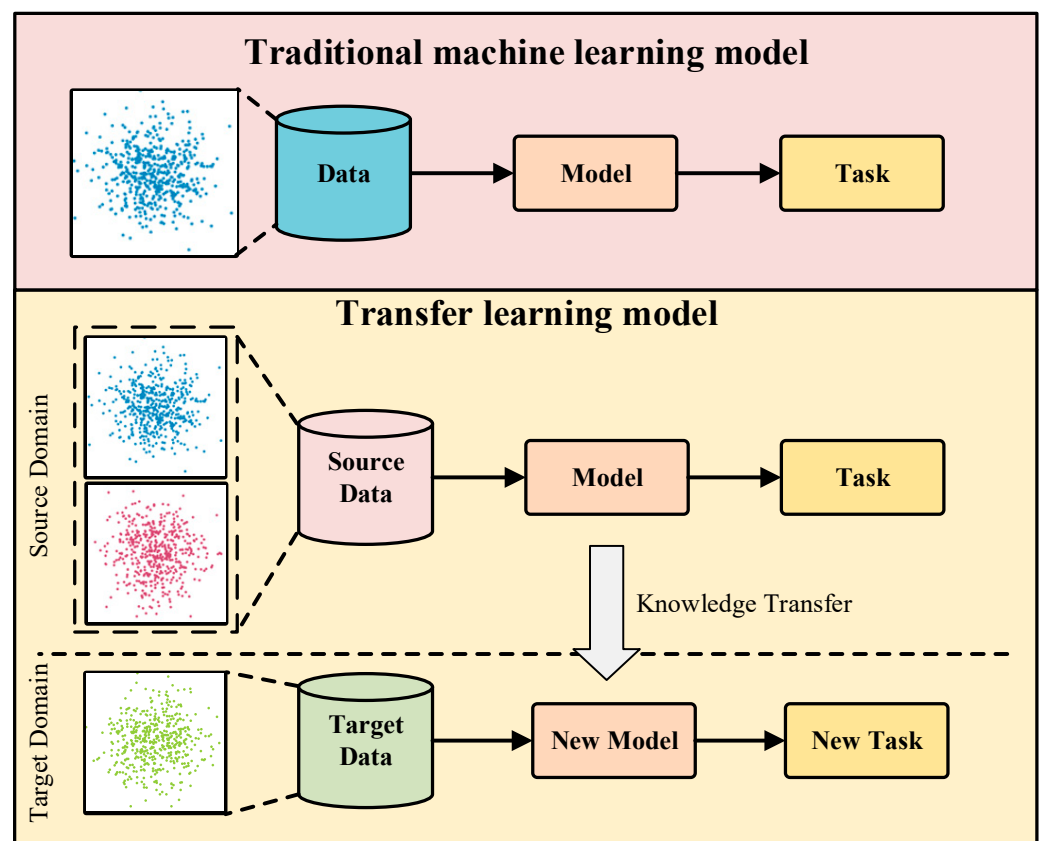 Traditional machine learning model
Data
Model
Task
Transfer learning model
Source Domain
Source
Data
Model
Task
Knowledge Transfer
Target Domain
Target
Data
New Model
New Task